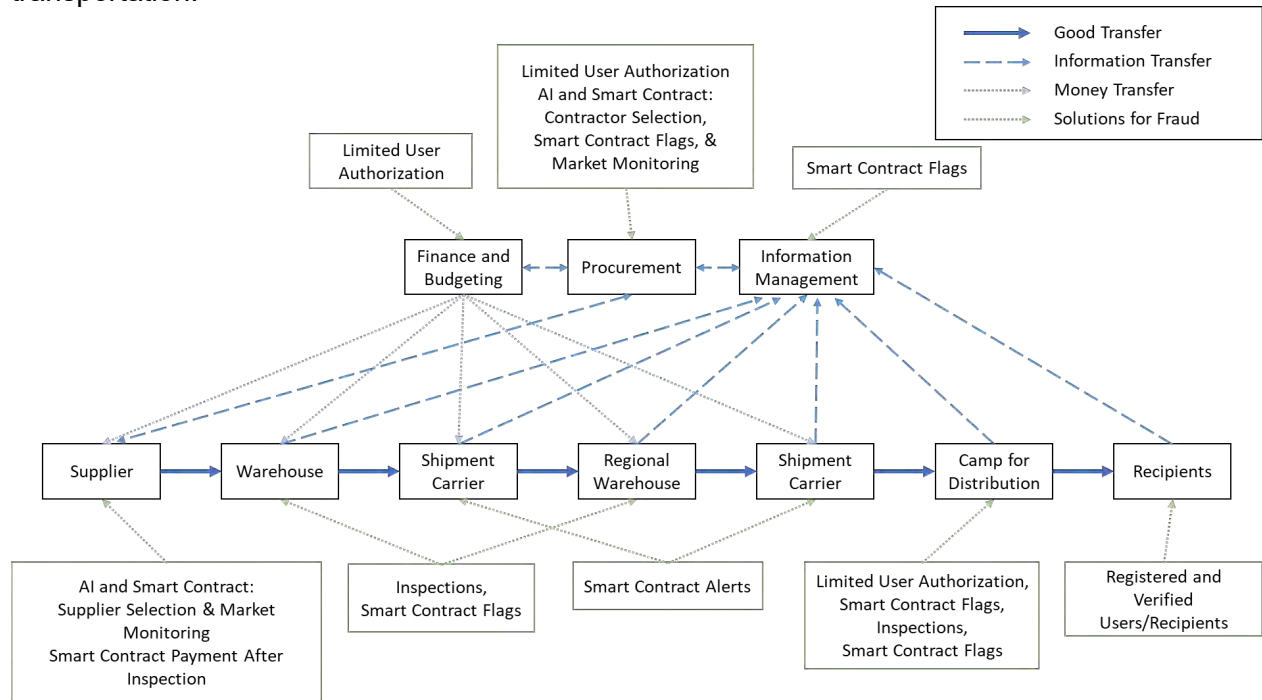 transportation.
Good Transfer
Information Transfer
Money Transfer
Solutions for Fraud
Limited User Authorization
AI and Smart Contract:
Contractor Selection,
Smart Contract Flags, &
Market Monitoring
Limited User
Authorization
Smart Contract Flags
Finance and
Budgeting
Procurement
Information
Management
Supplier
Warehouse
Shipment
Carrier
Regional
Warehouse
Shipment
Carrier
Camp for
Distribution
Recipients
AI and Smart Contract:
Supplier Selection & Market
Monitoring
Smart Contract Payment After
Inspection
Inspections,
Smart Contract Flags
Smart Contract Alerts
Limited User Authorization,
Smart Contract Flags,
Inspections,
Smart Contract Flags
Registered and
Verified
Users/Recipients